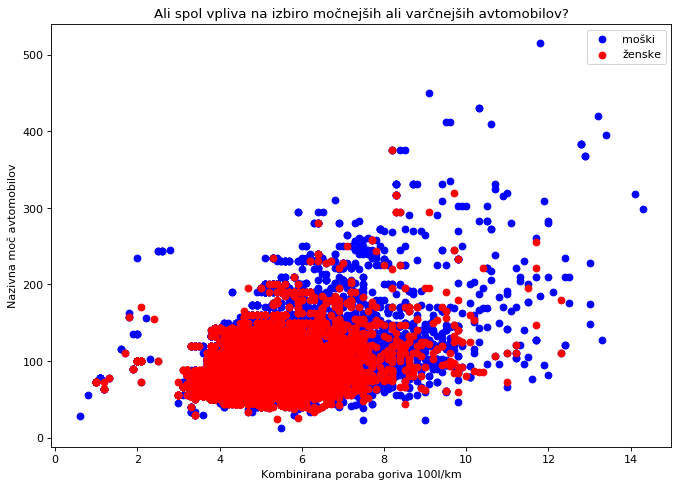 Ali spol vpliva na izbiro močnejših ali varčnejših avtomobilov?
moški
ženske
Nazivna moč avtomobilov
500
400
300
200
100
0
0 2 4 6 8 10 12 14
Kombinirana poraba goriva 100l/km